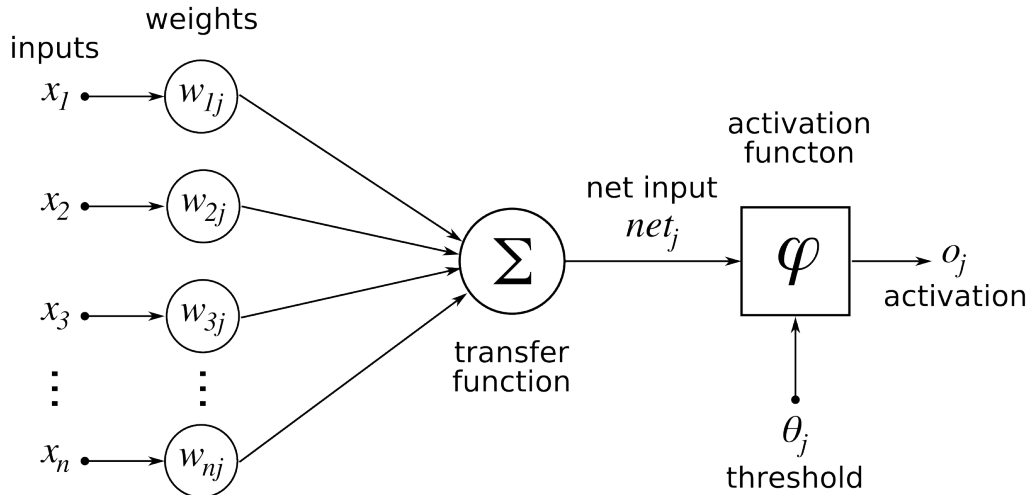 inputs
weights
x1
w1j
x2
w2j
x3
w3j
⋮
⋮
xn
wnj
Σ
transfer
function
net input
netj
activation
functon
φ
oj
activation
θj
threshold